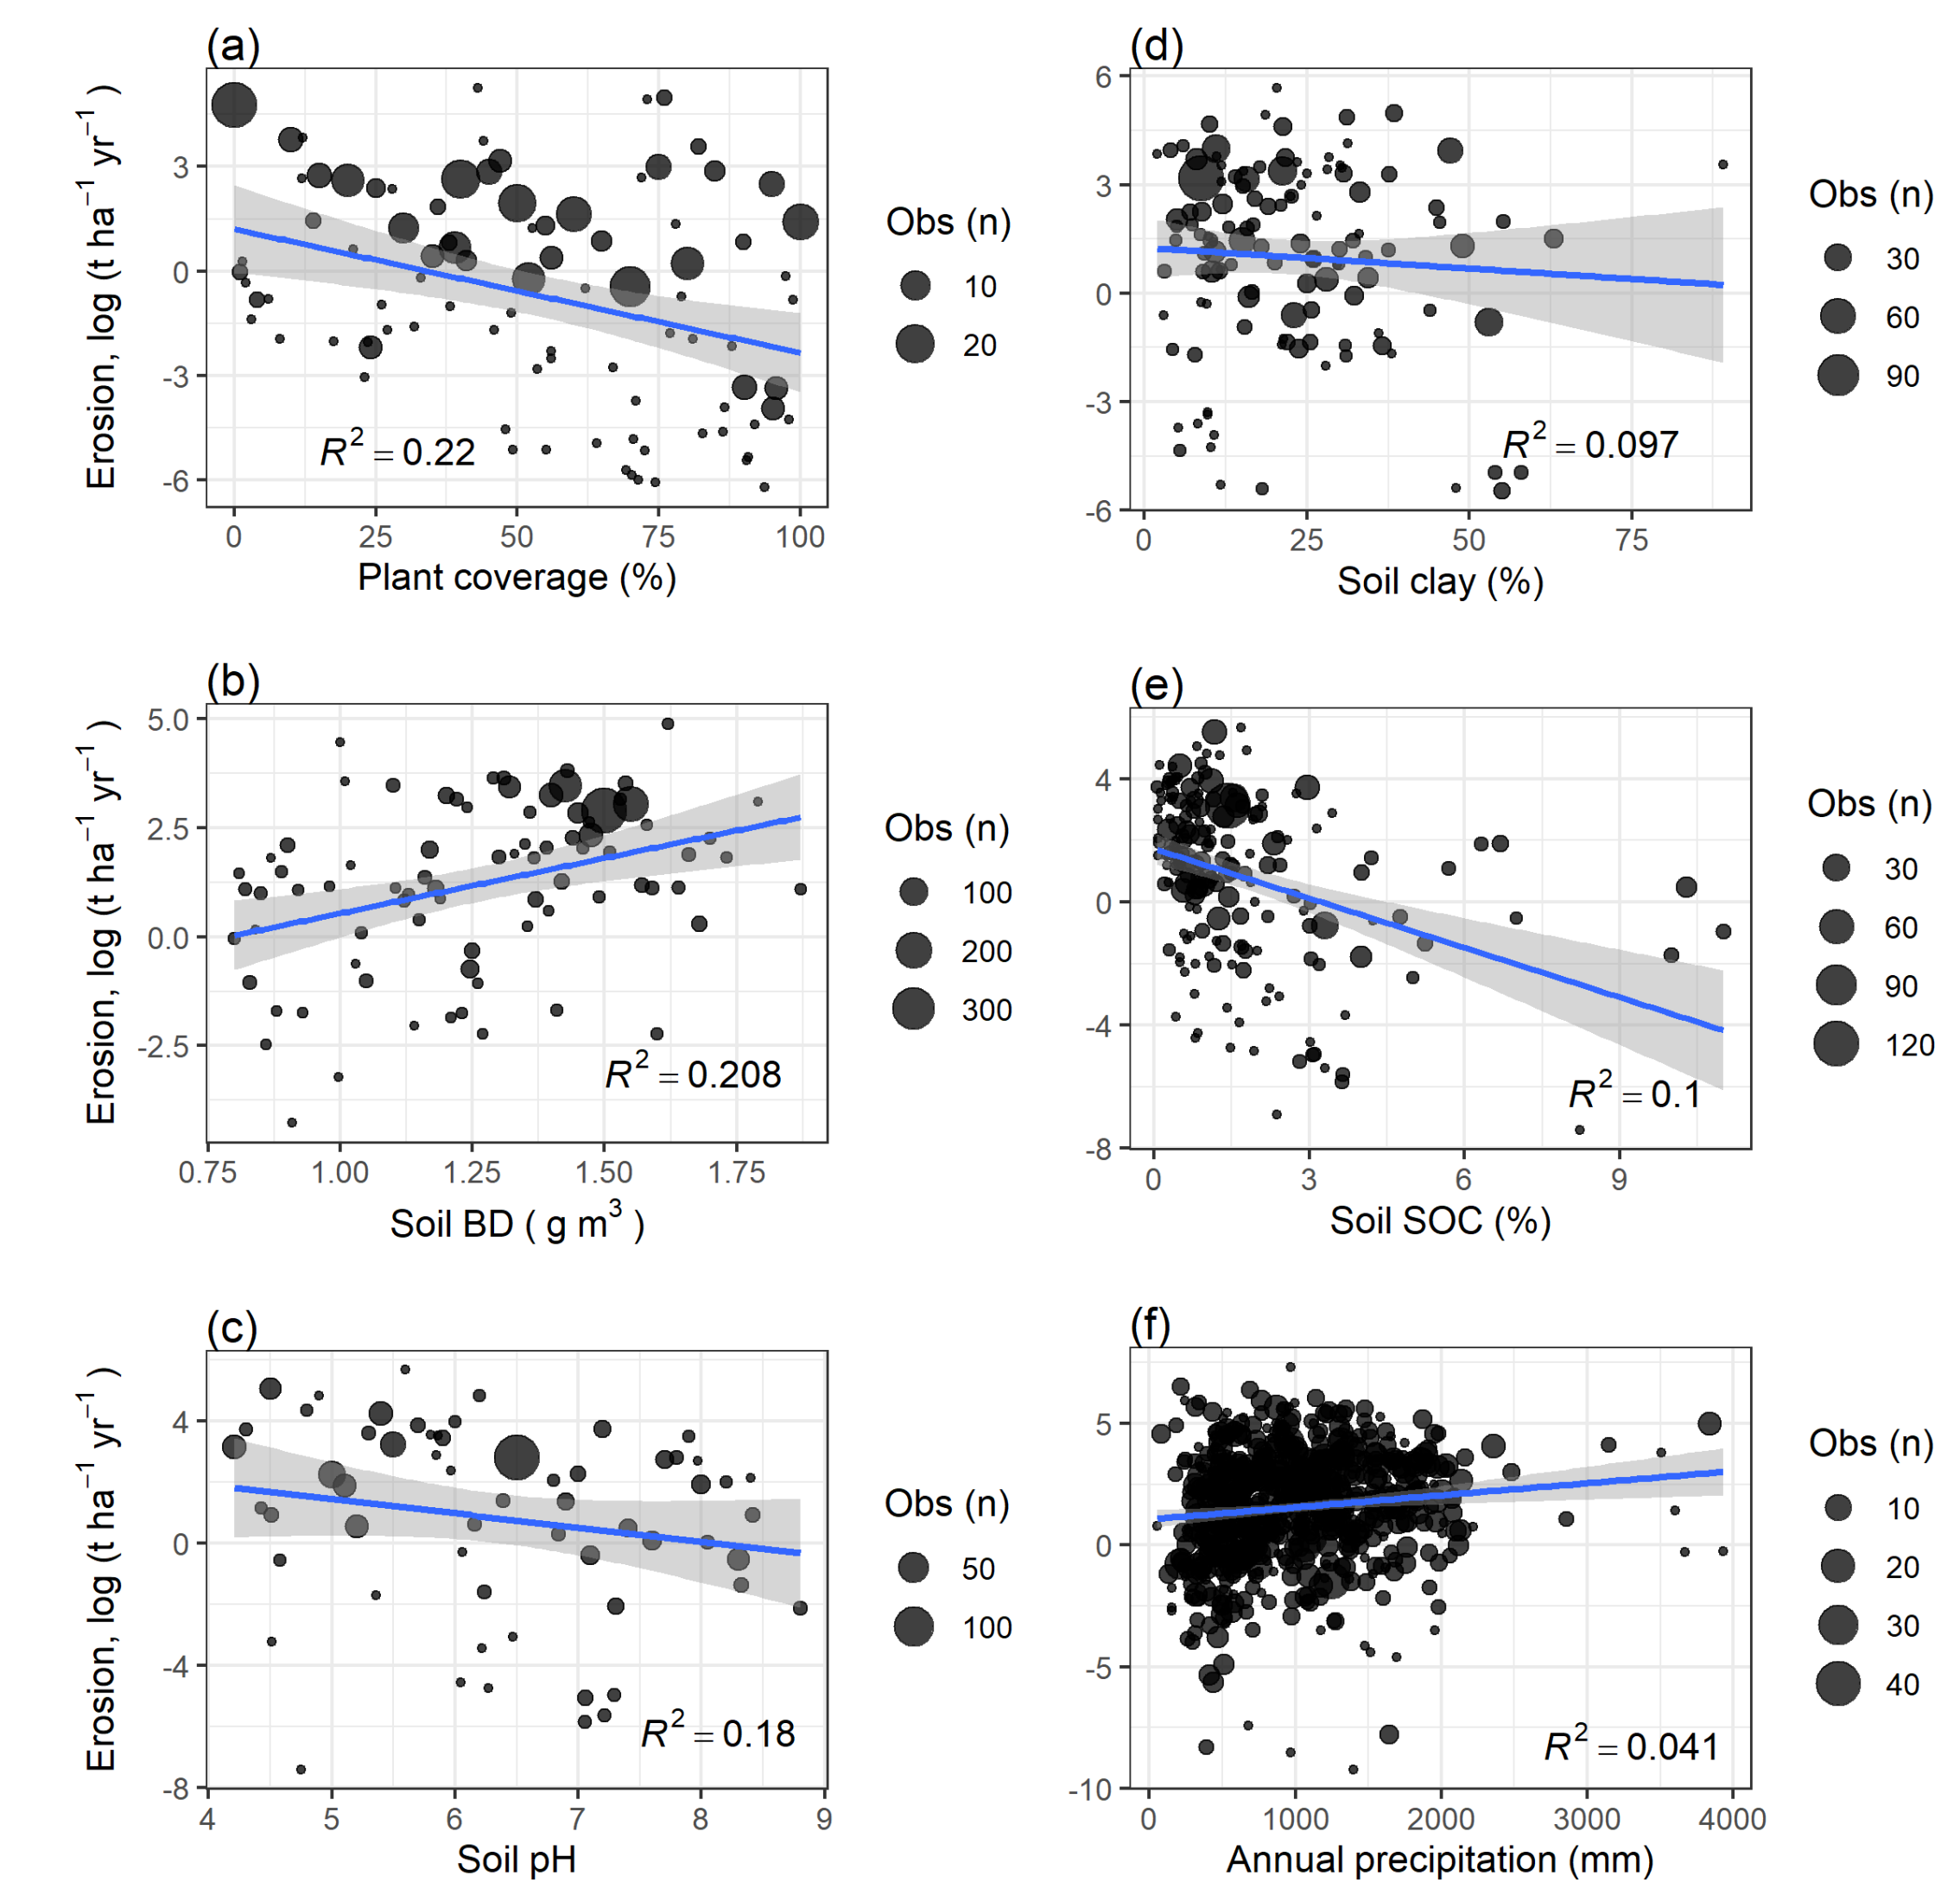 (a)
Erosion, log (t ha⁻¹ yr⁻¹ )
3
0
-3
-6
R² = 0.22
0 25 50 75 100
Plant coverage (%)
Obs (n)
10
20
(d)
6
3
0
-3
-6
R² = 0.097
0 25 50 75
Soil clay (%)
Obs (n)
30
60
90
(b)
Erosion, log (t ha⁻¹ yr⁻¹ )
5.0
2.5
0.0
-2.5
R² = 0.208
0.75 1.00 1.25 1.50 1.75
Soil BD ( g m³ )
Obs (n)
100
200
300
(e)
4
0
-4
-8
R² = 0.1
0 3 6 9
Soil SOC (%)
Obs (n)
30
60
90
120
(c)
Erosion, log (t ha⁻¹ yr⁻¹ )
4
0
-4
-8
R² = 0.18
4 5 6 7 8 9
Soil pH
Obs (n)
50
100
(f)
5
0
-5
-10
R² = 0.041
0 1000 2000 3000 4000
Annual precipitation (mm)
Obs (n)
10
20
30
40